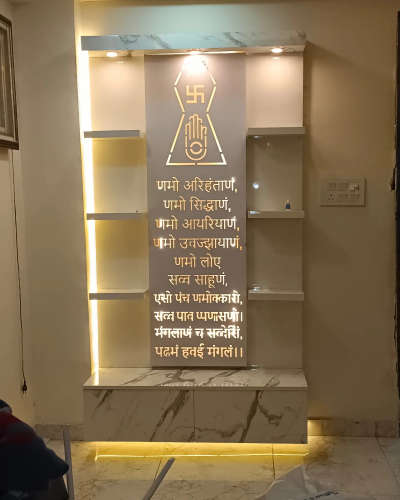 णमो अरिहंताणं,
णमो सिद्धाणं,
णमो आयरियाणं,
णमो उवज्झायाणं,
णमो लोए
सव्व साहूणं,
एसो पंच णमोक्कारो,
सव्व पाव प्पणासणो।
मंगलाणं च सव्वेसिं,
पढमं हवई मंगलं।।